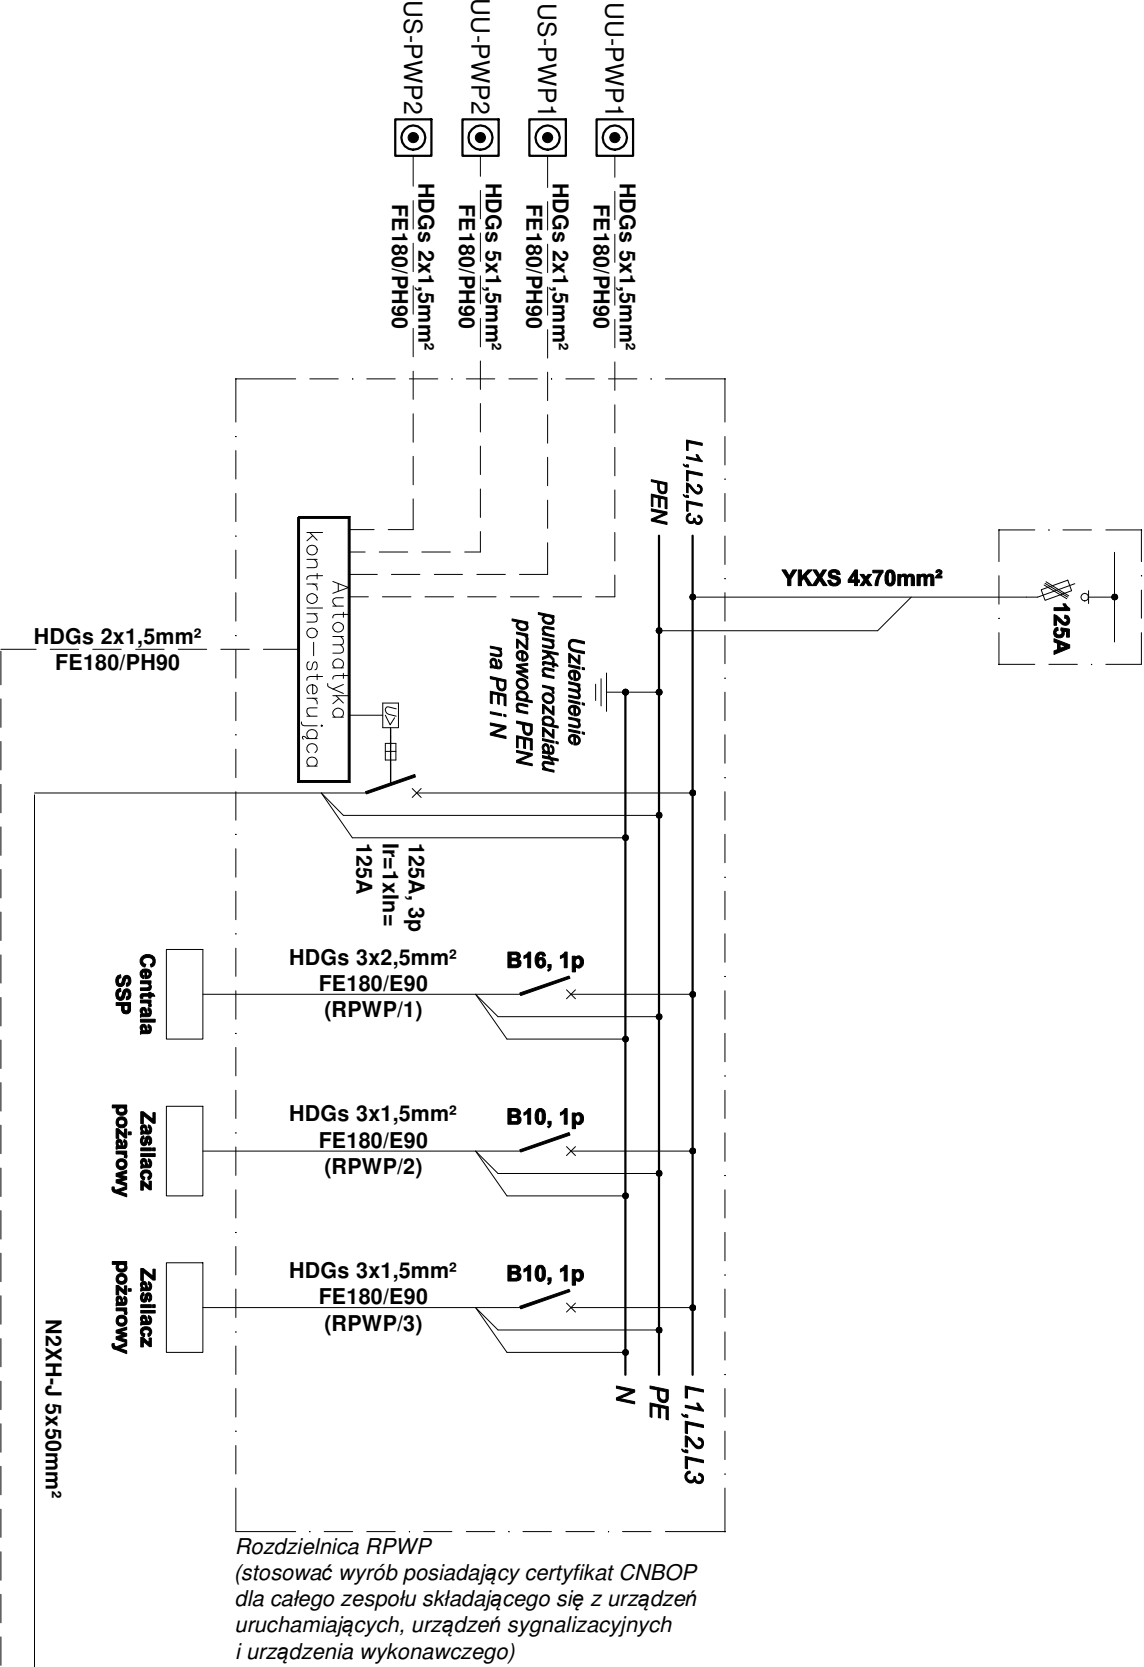 US-PWP2
UU-PWP2
US-PWP1
UU-PWP1
HDGs 2x1,5mm²
FE180/PH90
HDGs 5x1,5mm²
FE180/PH90
HDGs 2x1,5mm²
FE180/PH90
HDGs 5x1,5mm²
FE180/PH90
L1,L2,L3
PEN
YKXS 4x70mm²
125A
Automatyka
kontrolno-sterująca
U>
HDGs 2x1,5mm²
FE180/PH90
Uziemienie
punktu rozdziału
przewodu PEN
na PE i N
125A, 3p
Ir=1xIn=
125A
Centrala
SSP
HDGs 3x2,5mm²
FE180/E90
(RPWP/1)
B16, 1p
Zasilacz
pożarowy
HDGs 3x1,5mm²
FE180/E90
(RPWP/2)
B10, 1p
Zasilacz
pożarowy
HDGs 3x1,5mm²
FE180/E90
(RPWP/3)
B10, 1p
L1,L2,L3
PE
N
N2XH-J 5x50mm²
Rozdzielnica RPWP
(stosować wyrób posiadający certyfikat CNBOP
dla całego zespołu składającego się z urządzeń
uruchamiających, urządzeń sygnalizacyjnych
i urządzenia wykonawczego)